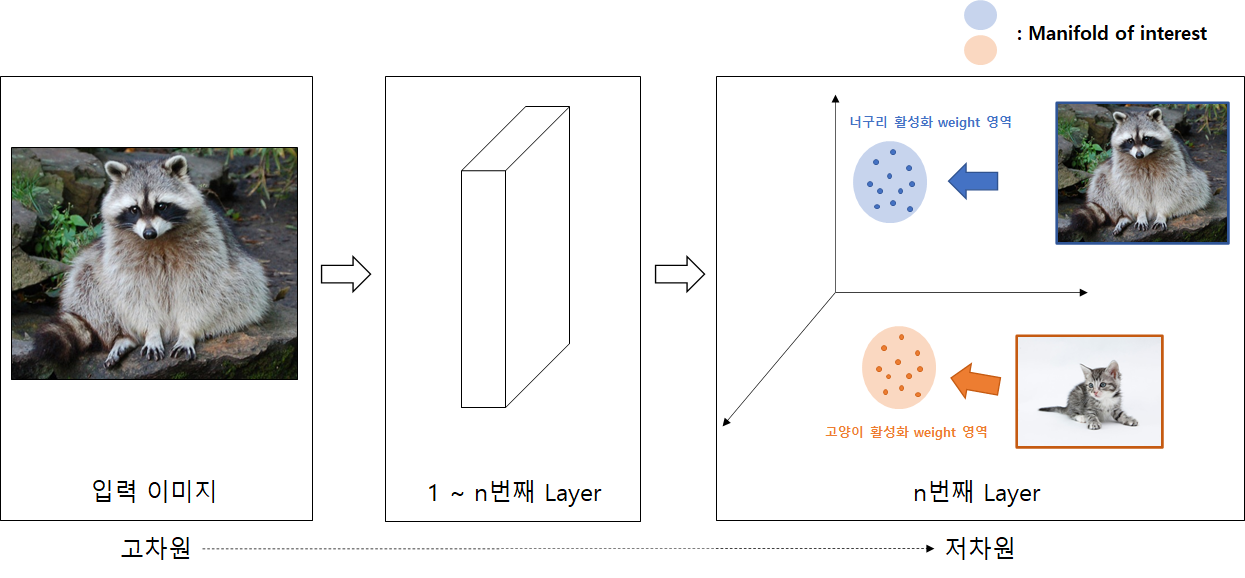 : Manifold of interest
너구리 활성화 weight 영역
고양이 활성화 weight 영역
입력 이미지
1 ~ n번째 Layer
n번째 Layer
고차원
저차원